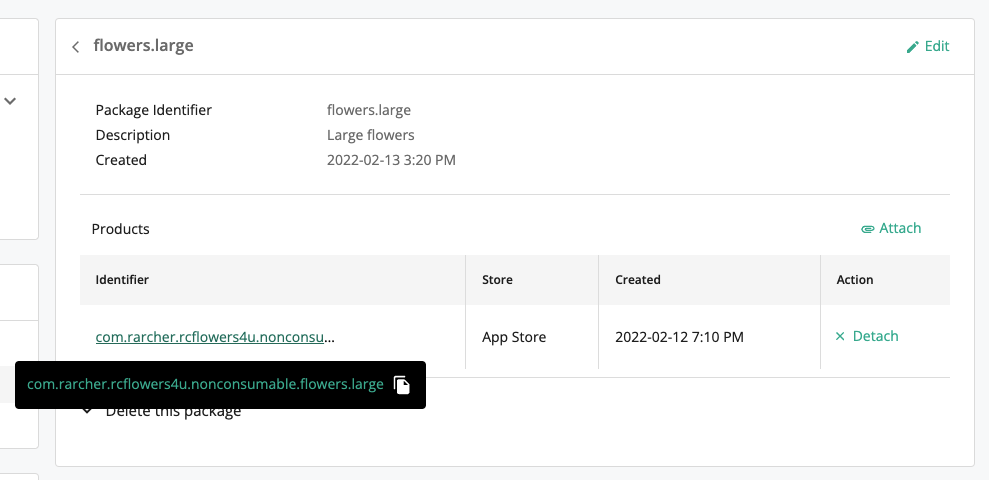 flowers.large
Edit
Package Identifier flowers.large
Description Large flowers
Created 2022-02-13 3:20 PM
Products Attach
Identifier Store Created Action
com.rarcher.rcflowers4u.nonconsu... App Store 2022-02-12 7:10 PM Detach
com.rarcher.rcflowers4u.nonconsumable.flowers.large
Delete this package